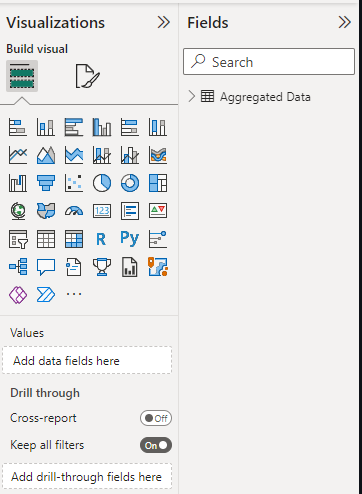 Visualizations
Fields
Build visual
Search
Aggregated Data
123
R
Py
Values
Add data fields here
Drill through
Cross-report
Off
Keep all filters
On
Add drill-through fields here